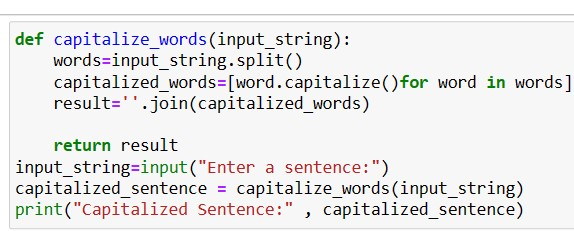 def capitalize_words(input_string):
    words=input_string.split()
    capitalized_words=[word.capitalize()for word in words]
    result=''.join(capitalized_words)

    return result
input_string=input("Enter a sentence:")
capitalized_sentence = capitalize_words(input_string)
print("Capitalized Sentence:" , capitalized_sentence)